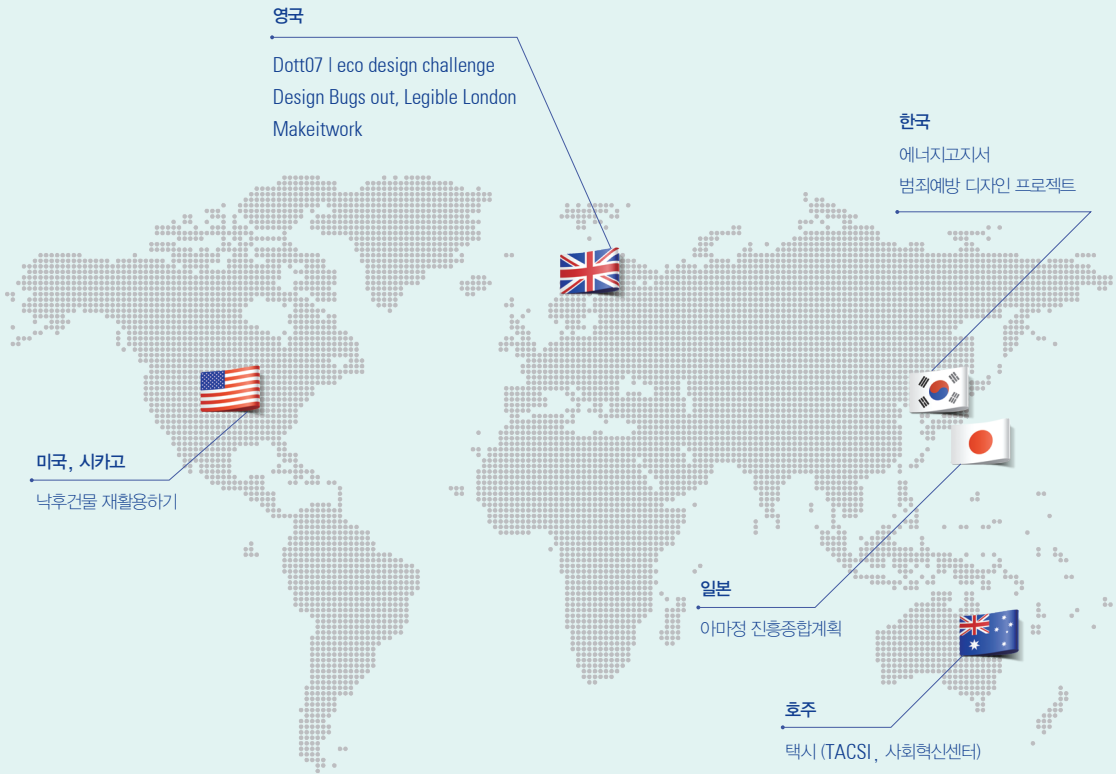 영국
Dott07 | eco design challenge
Design Bugs out, Legible London
Makeitwork
한국
에너지고지서
범죄예방 디자인 프로젝트
미국, 시카고
낙후건물 재활용하기
일본
아마정 진흥종합계획
호주
택시 (TACSI, 사회혁신센터)